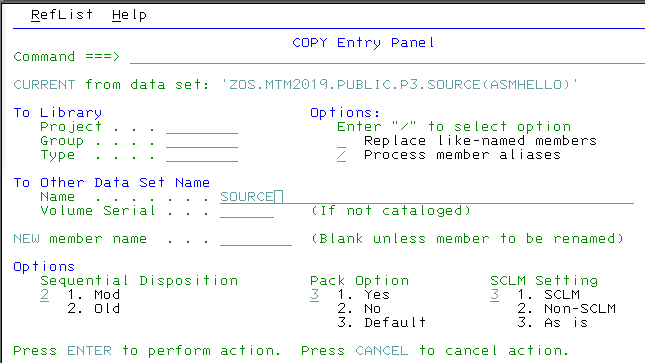 RefList Help
COPY Entry Panel
Command ===>
CURRENT from data set: 'ZOS.MTM2019.PUBLIC.P3.SOURCE(ASMHELLO)'
To Library Options:
Project . . . Enter "/" to select option
Group . . . . Replace like-named members
Type . . . . / Process member aliases
To Other Data Set Name
Name . . . . . . . SOURCE
Volume Serial . . . (If not cataloged)
NEW member name . . . (Blank unless member to be renamed)
Options
Sequential Disposition Pack Option SCLM Setting
2 1. Mod 3 1. Yes 3 1. SCLM
2. Old 2. No 2. Non-SCLM
3. Default 3. As is
Press ENTER to perform action. Press CANCEL to cancel action.